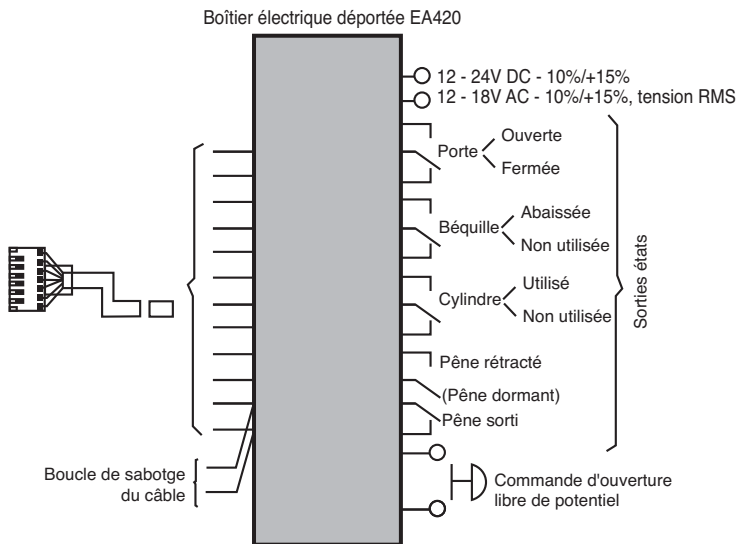 Boîtier électrique déportée EA420
12 - 24V DC - 10%/+15%
12 - 18V AC - 10%/+15%, tension RMS
Porte
Ouverte
Fermée
Béquille
Abaissée
Non utilisée
Cylindre
Utilisé
Non utilisée
Pêne rétracté
(Pêne dormant)
Pêne sorti
Sorties états
Boucle de sabotge
du câble
Commande d'ouverture
libre de potentiel